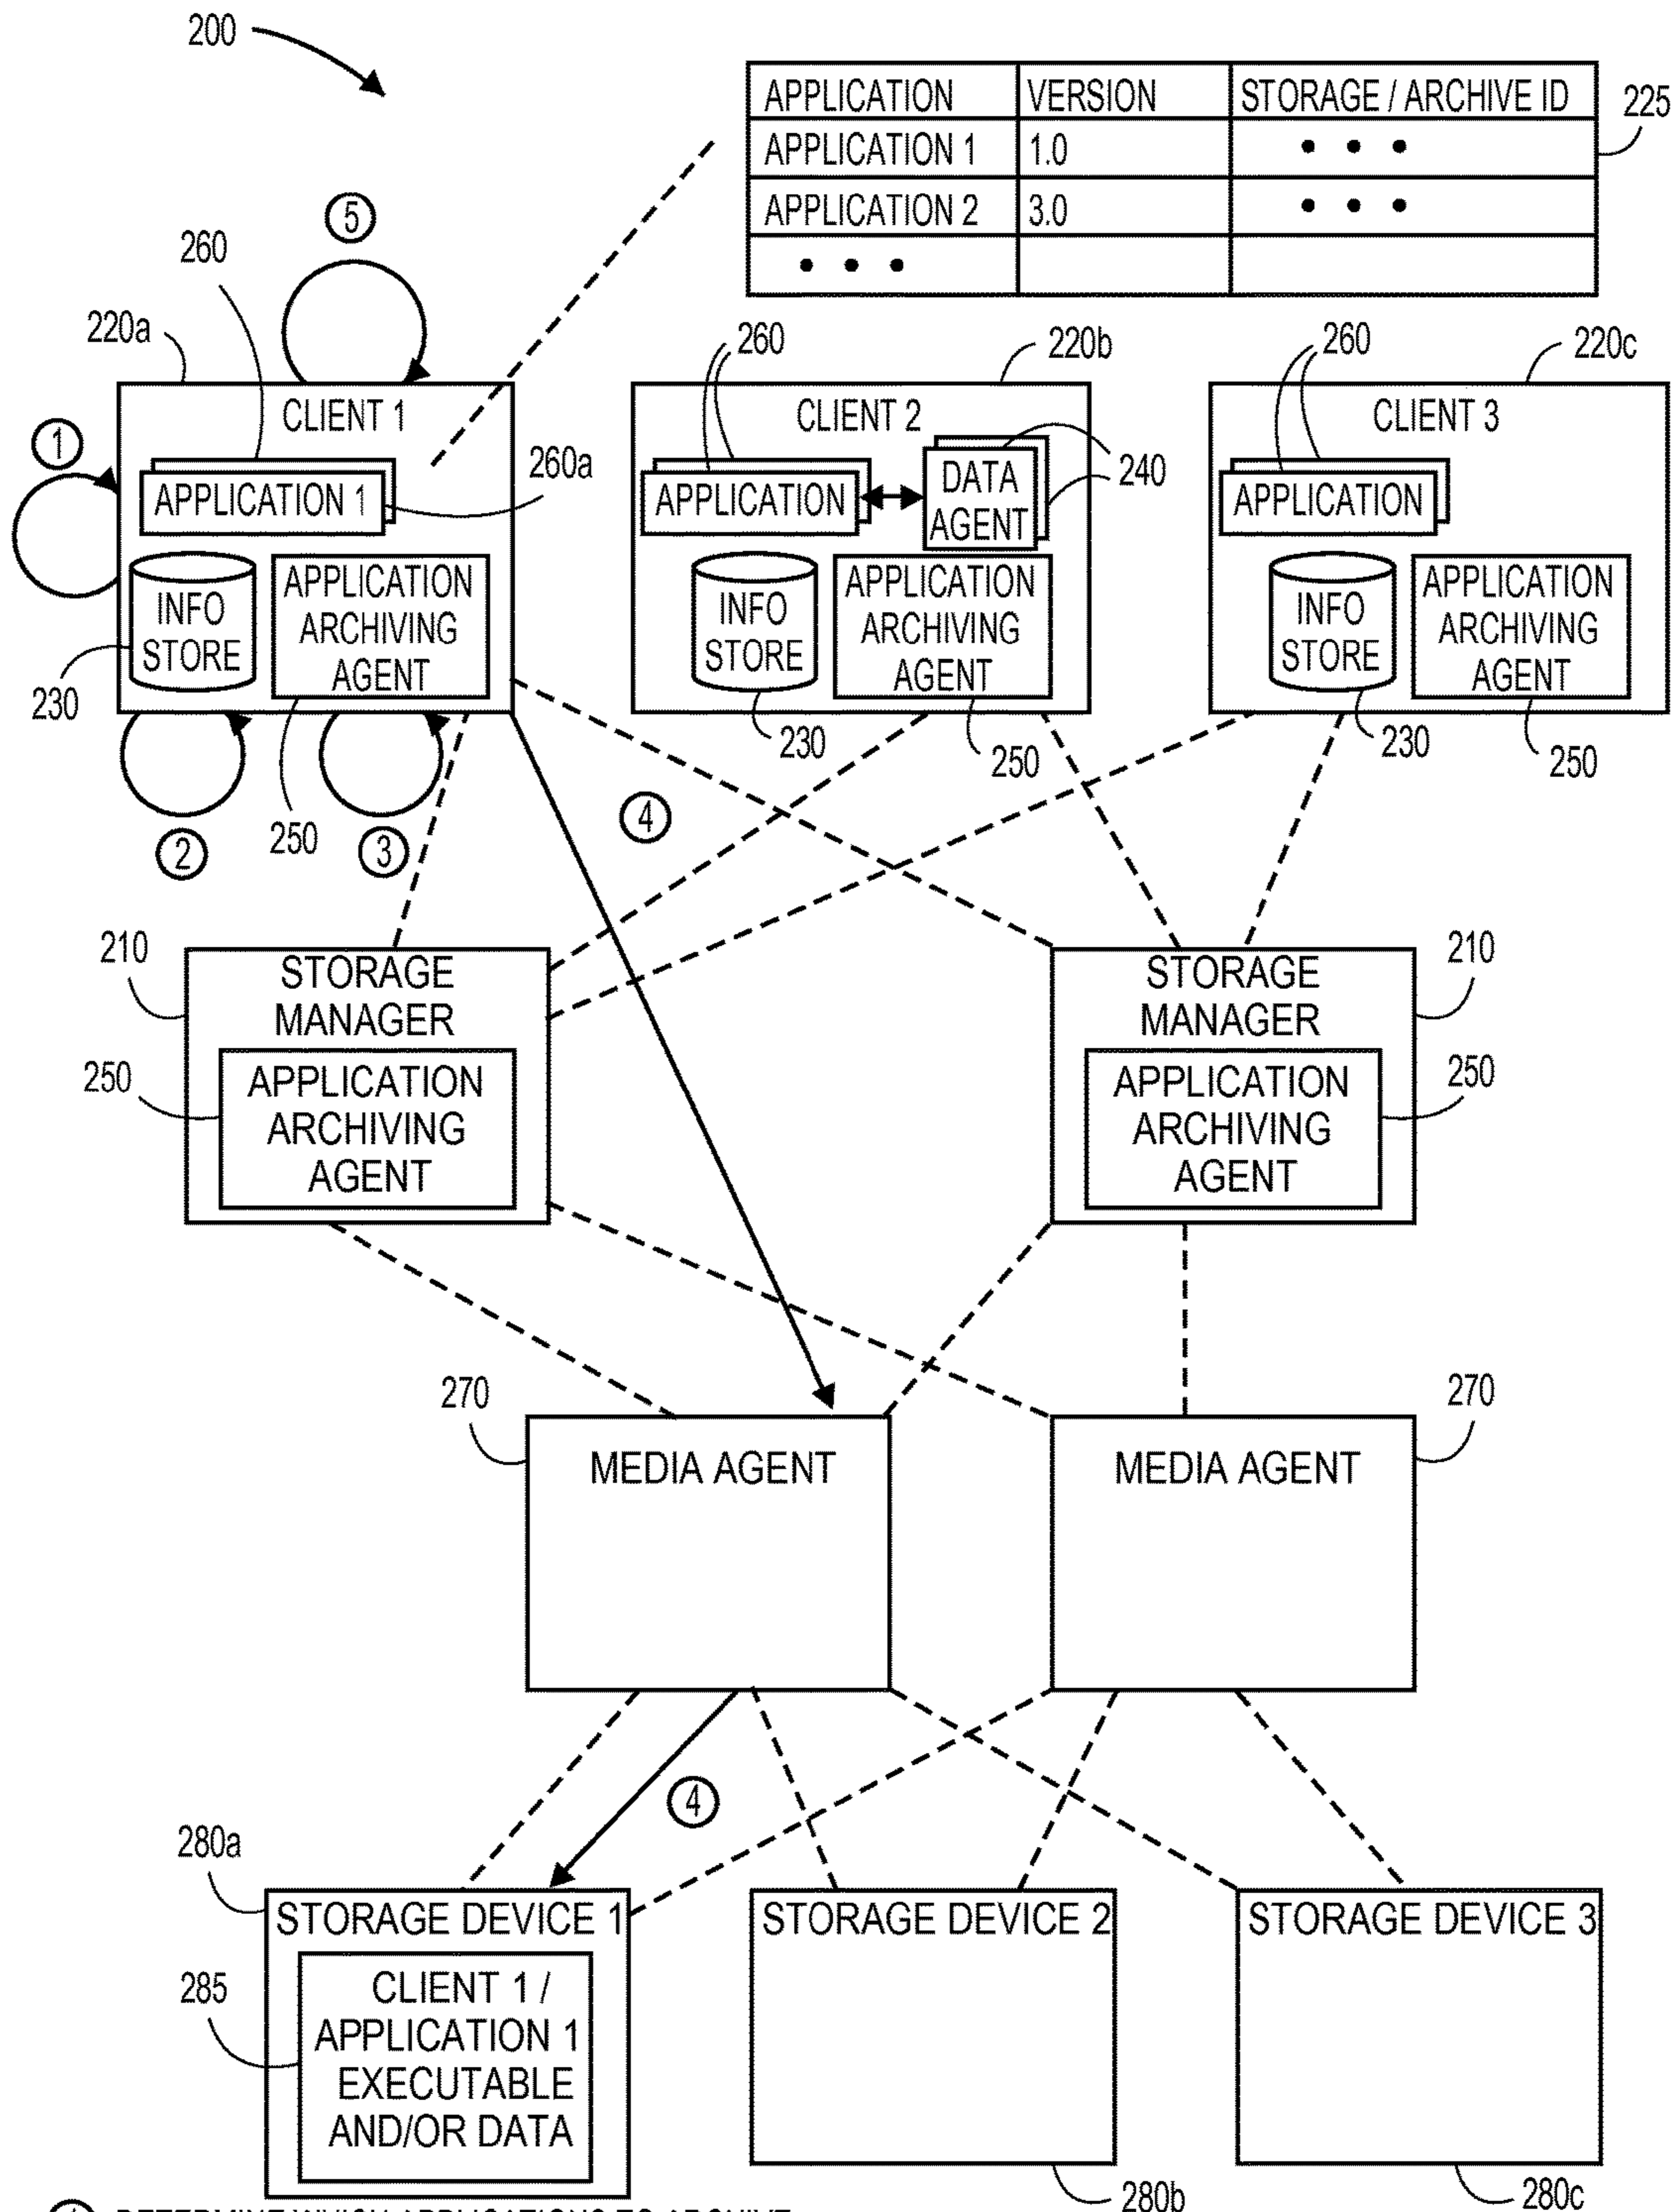 200
APPLICATION VERSION STORAGE / ARCHIVE ID
225
APPLICATION 1 1.0 • • •
APPLICATION 2 3.0 • • •
• • •
5
260
220a
260
220b
260
220c
CLIENT 1
1
APPLICATION 1
260a
INFO
STORE
APPLICATION
ARCHIVING
AGENT
230
2
250
3
CLIENT 2
APPLICATION
DATA
AGENT
240
INFO
STORE
APPLICATION
ARCHIVING
AGENT
230
250
CLIENT 3
APPLICATION
INFO
STORE
APPLICATION
ARCHIVING
AGENT
230
250
4
210
STORAGE
MANAGER
250
APPLICATION
ARCHIVING
AGENT
STORAGE
MANAGER
210
APPLICATION
ARCHIVING
AGENT
250
270
MEDIA AGENT
MEDIA AGENT
270
4
280a
STORAGE DEVICE 1
285
CLIENT 1 /
APPLICATION 1
EXECUTABLE
AND/OR DATA
STORAGE DEVICE 2
280b
STORAGE DEVICE 3
280c
DETERMINE WHICH APPLICATIONS TO ARCHIVE